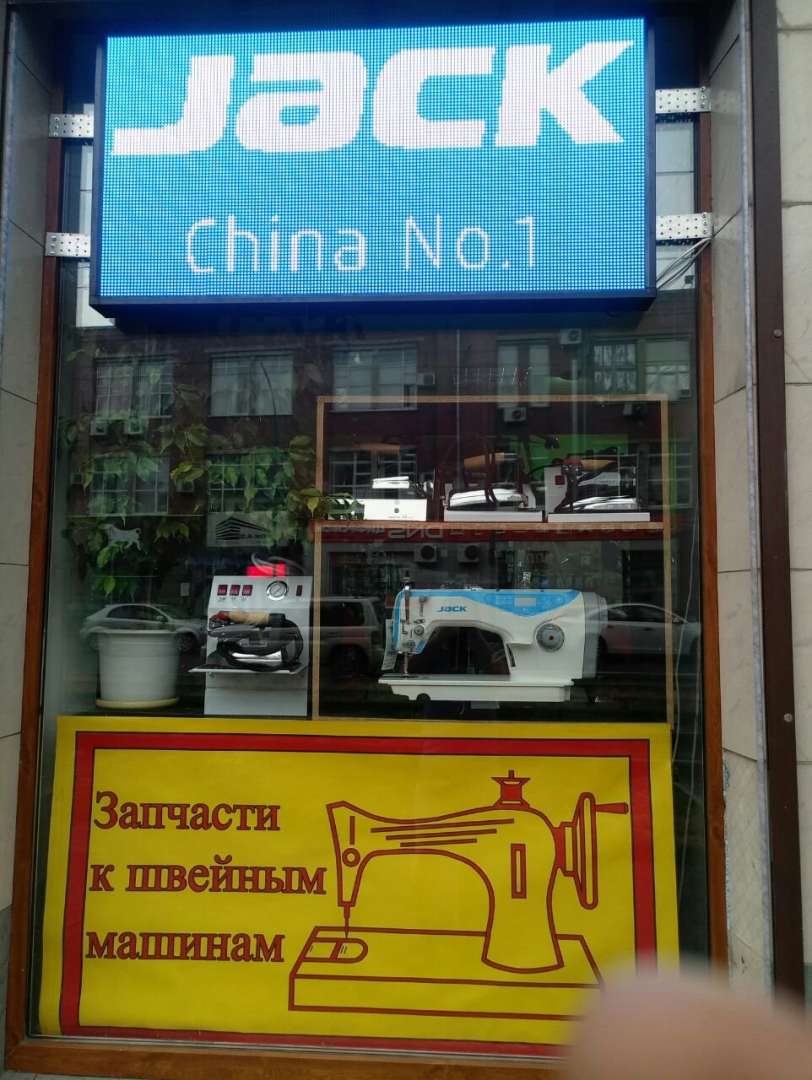 Jack
China No.1
JACK
Запчасти
к швейным
машинам